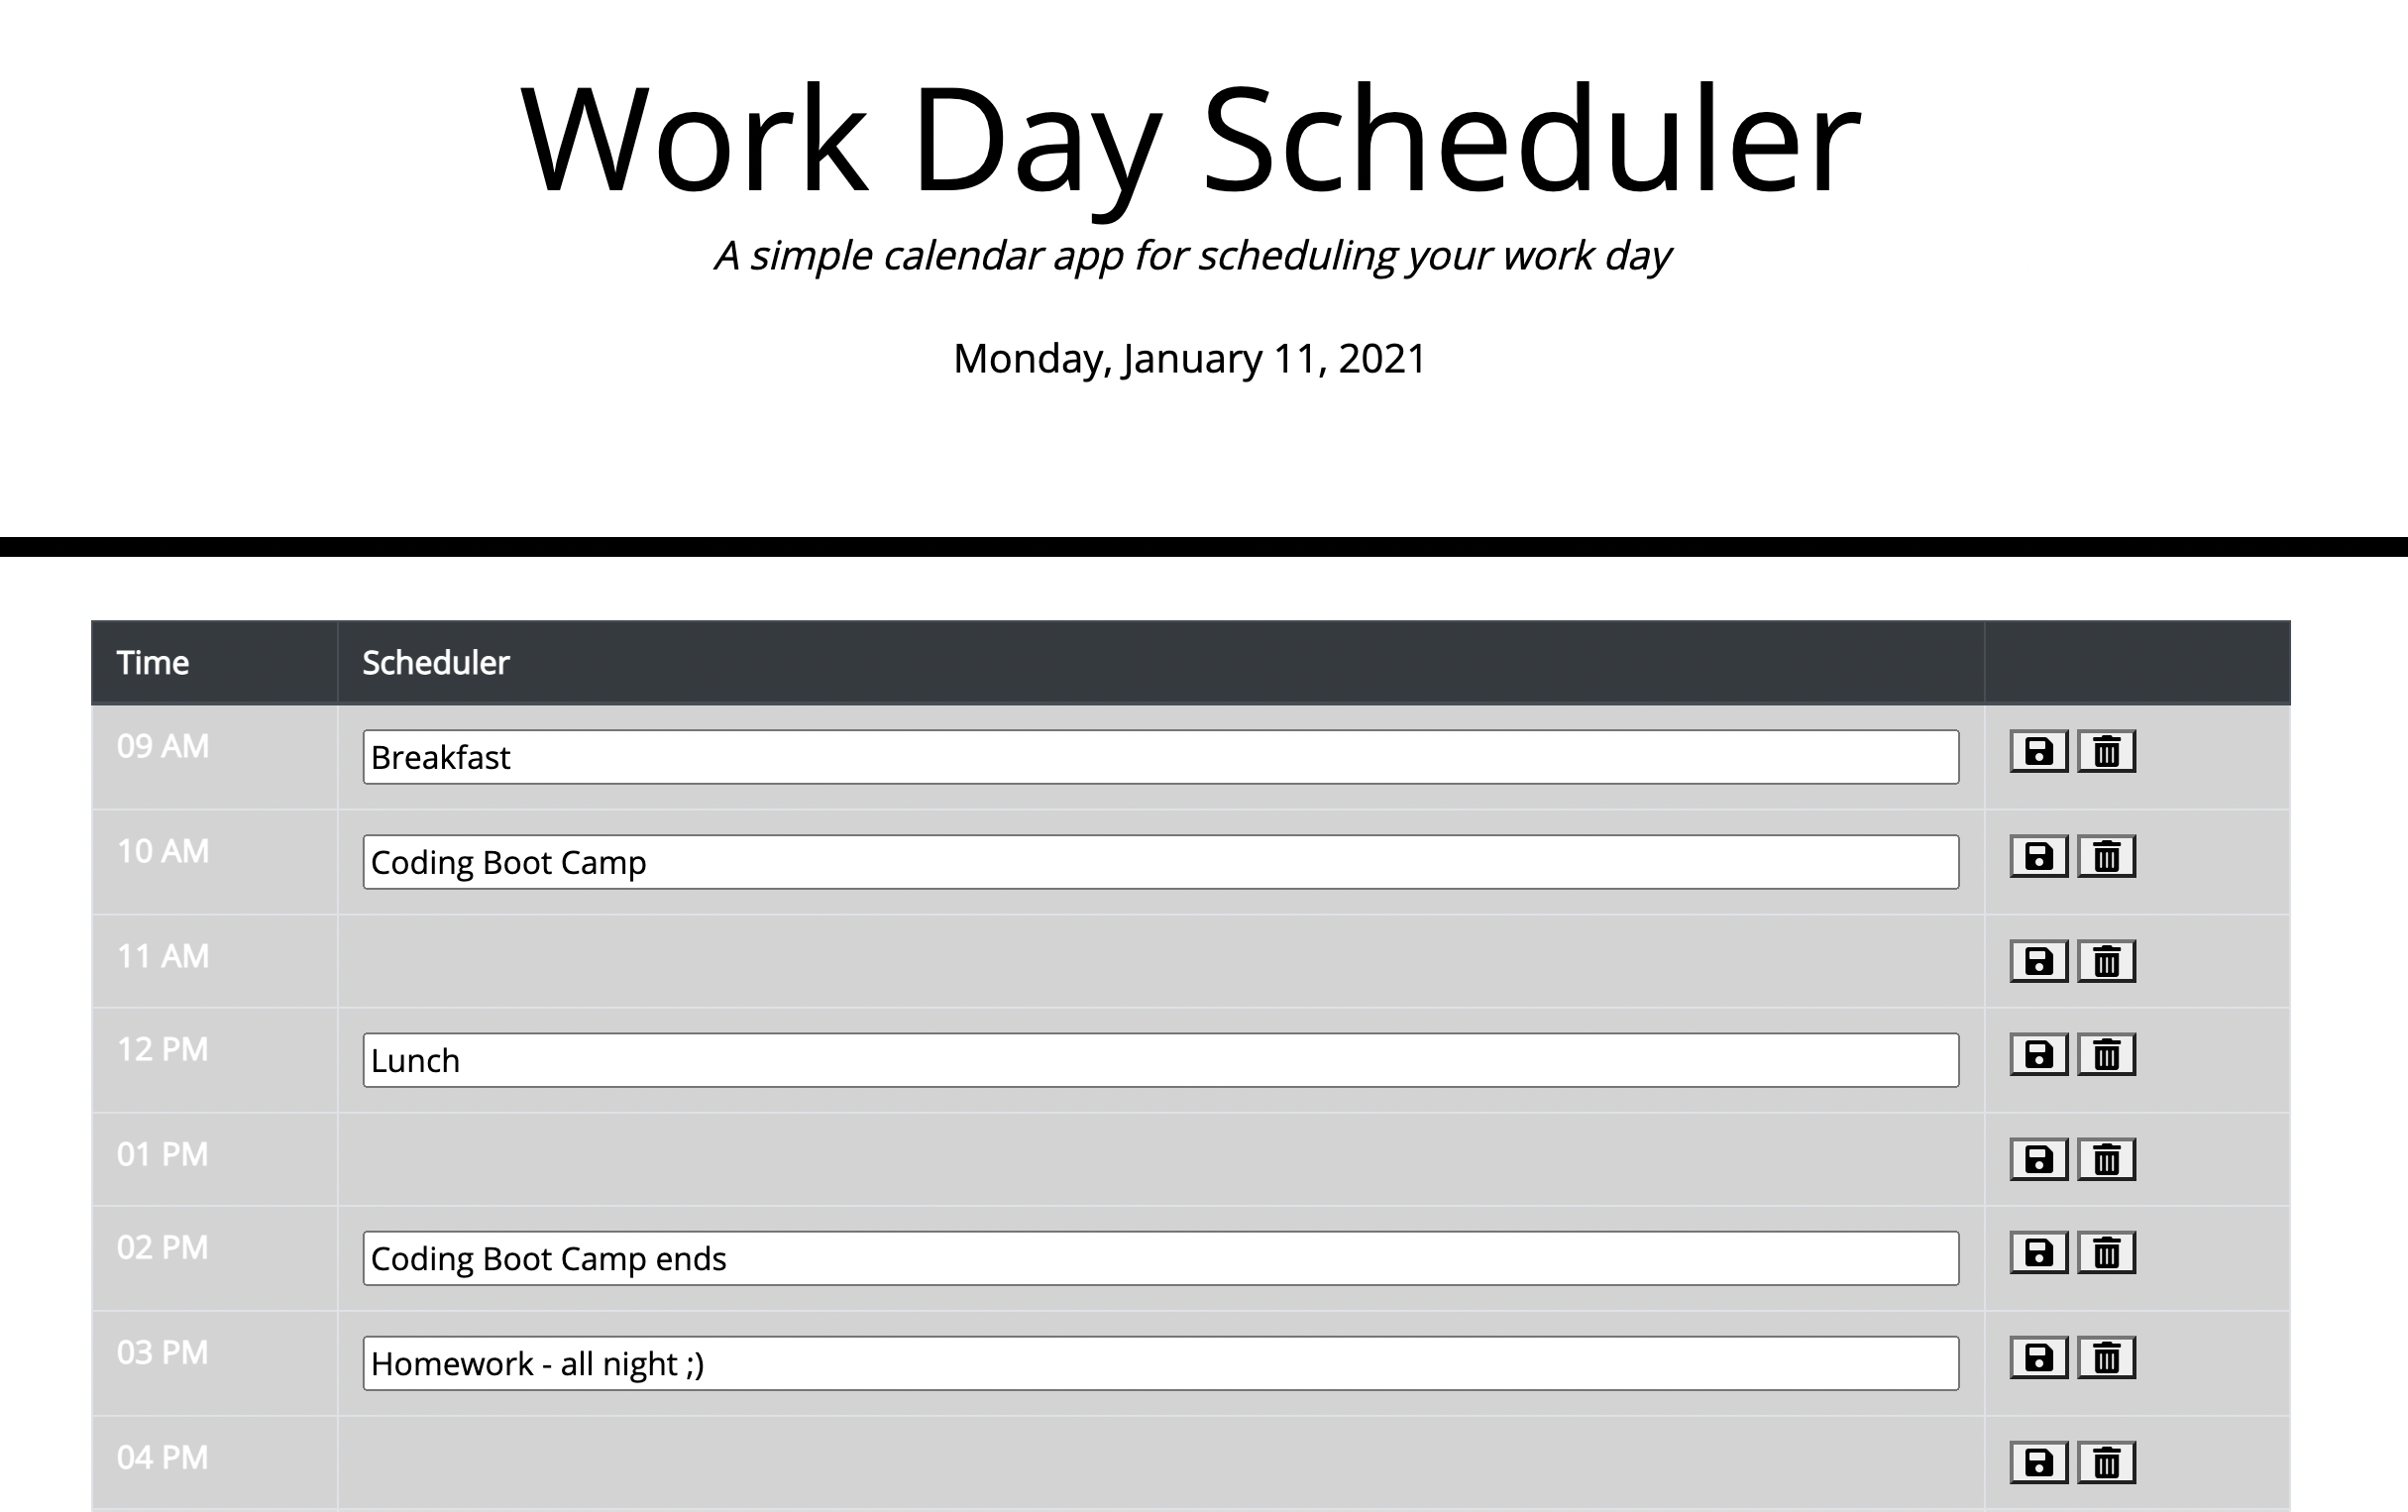 Work Day Scheduler
A simple calendar app for scheduling your work day
Monday, January 11, 2021
Time Scheduler
09 AM Breakfast
10 AM Coding Boot Camp
11 AM
12 PM Lunch
01 PM
02 PM Coding Boot Camp ends
03 PM Homework - all night ;)
04 PM